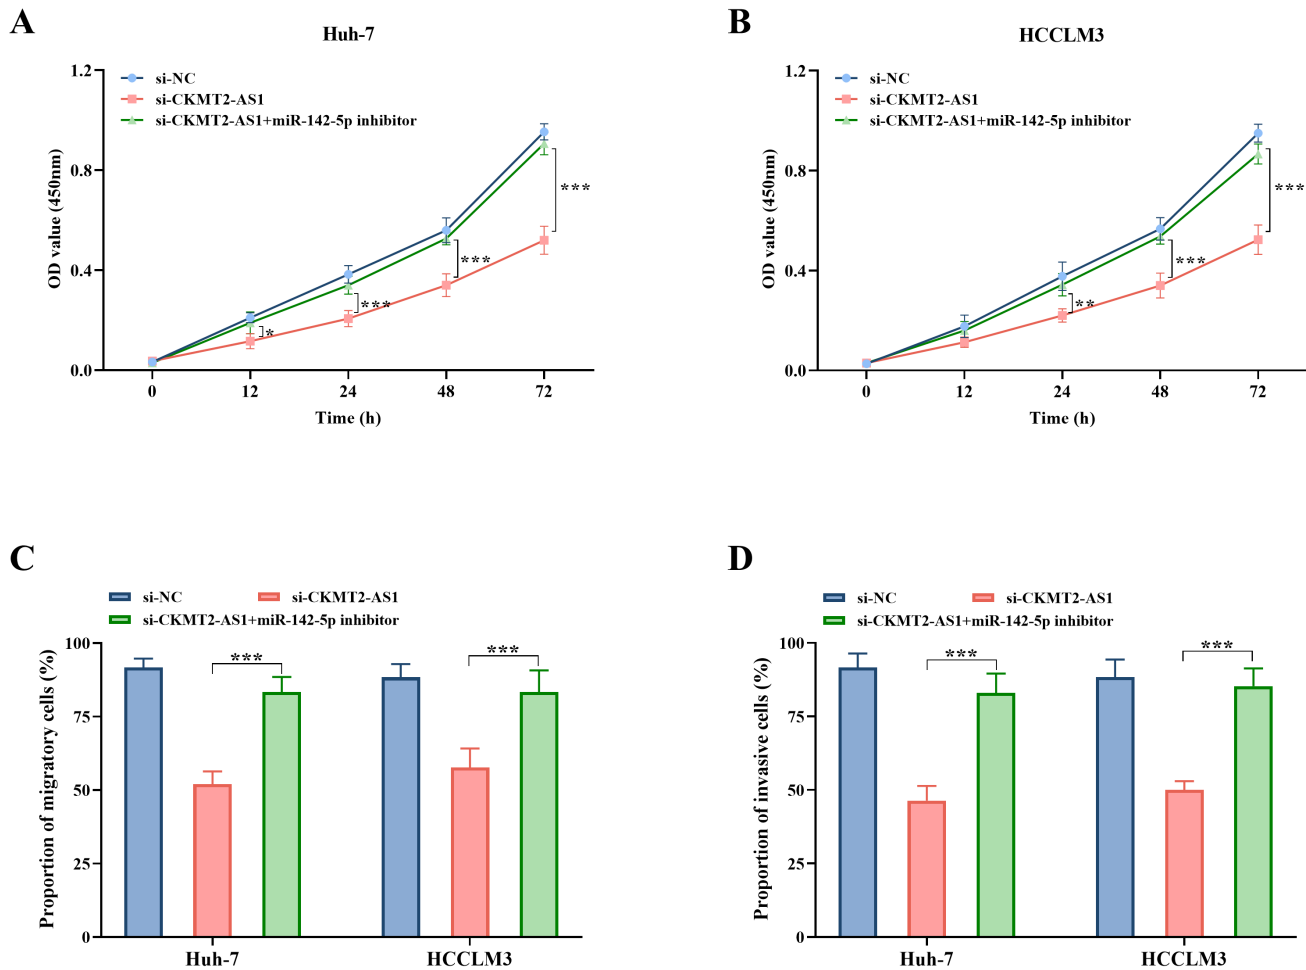 A
Huh-7
si-NC
si-CKMT2-AS1
si-CKMT2-AS1+miR-142-5p inhibitor
OD value (450nm)
1.2
0.8
0.4
0.0
*
***
***
***
0 12 24 48 72
Time (h)
B
HCCLM3
si-NC
si-CKMT2-AS1
si-CKMT2-AS1+miR-142-5p inhibitor
OD value (450nm)
1.2
0.8
0.4
0.0
**
***
***
0 12 24 48 72
Time (h)
C
si-NC si-CKMT2-AS1
si-CKMT2-AS1+miR-142-5p inhibitor
Proportion of migratory cells (%)
100
75
50
25
0
*** ***
Huh-7 HCCLM3
D
si-NC si-CKMT2-AS1
si-CKMT2-AS1+miR-142-5p inhibitor
Proportion of invasive cells (%)
100
75
50
25
0
*** ***
Huh-7 HCCLM3